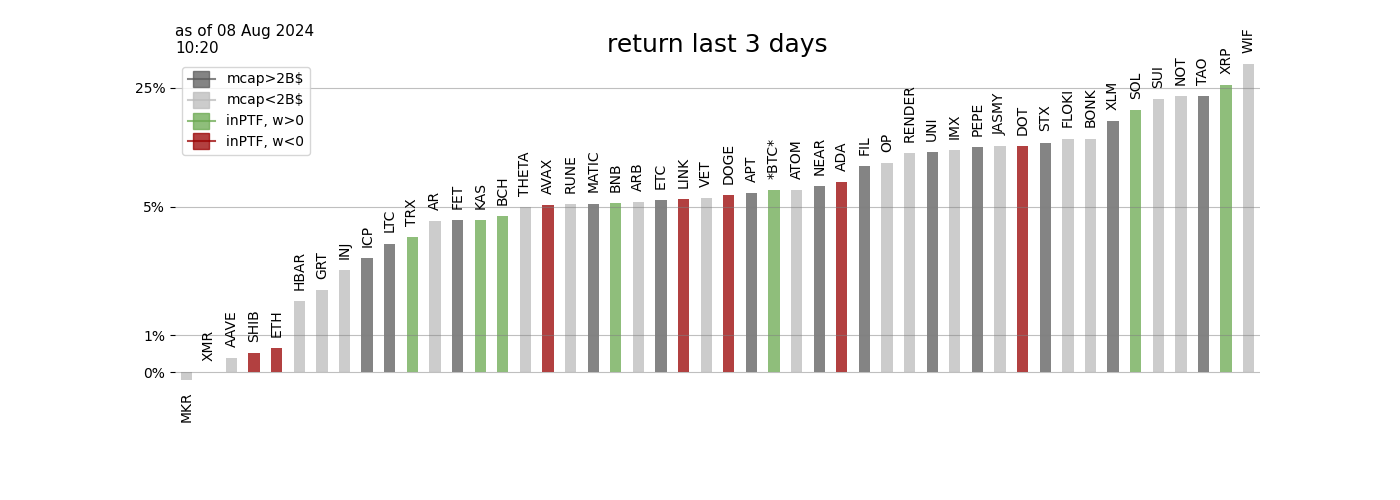 as of 08 Aug 2024
10:20
return last 3 days
mcap>2B$
mcap<2B$
inPTF, w>0
inPTF, w<0
25%
5%
1%
0%
MKR
XMR
AAVE
SHIB
ETH
HBAR
GRT
INJ
ICP
LTC
TRX
AR
FET
KAS
BCH
THETA
AVAX
RUNE
MATIC
BNB
ARB
ETC
LINK
VET
DOGE
APT
*BTC*
ATOM
NEAR
ADA
FIL
OP
RENDER
UNI
IMX
PEPE
JASMY
DOT
STX
FLOKI
BONK
XLM
SOL
SUI
NOT
TAO
XRP
WIF